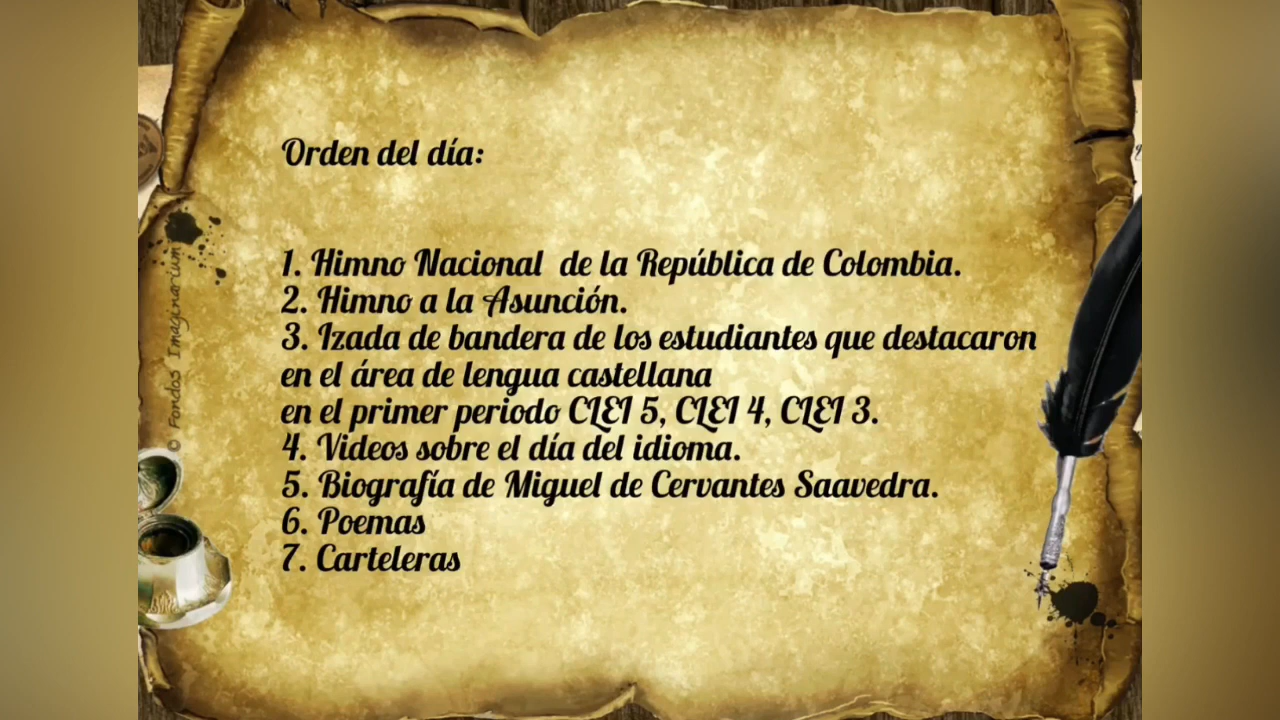 Orden del día:
1. Himno Nacional de la República de Colombia.
2. Himno a la Asunción.
3. Izada de bandera de los estudiantes que destacaron
en el área de lengua castellana
en el primer periodo CLEI 5, CLEI 4, CLEI 3.
4. Videos sobre el día del idioma.
5. Biografía de Miguel de Cervantes Saavedra.
6. Poemas
7. Carteleras
© Fondos Imaginarium